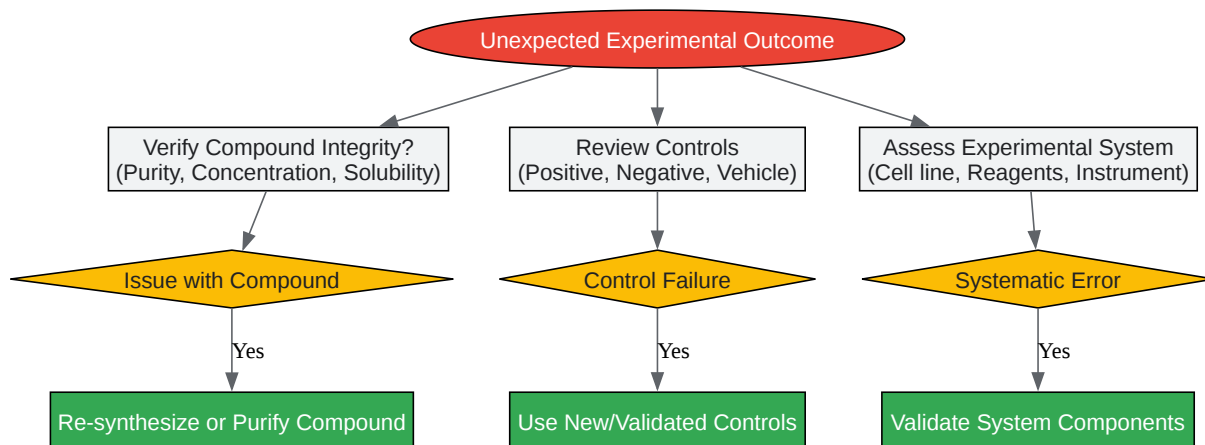 Unexpected Experimental Outcome
Verify Compound Integrity?
(Purity, Concentration, Solubility)
Review Controls
(Positive, Negative, Vehicle)
Assess Experimental System
(Cell line, Reagents, Instrument)
Issue with Compound
Control Failure
Systematic Error
Yes
Yes
Yes
Re-synthesize or Purify Compound
Use New/Validated Controls
Validate System Components